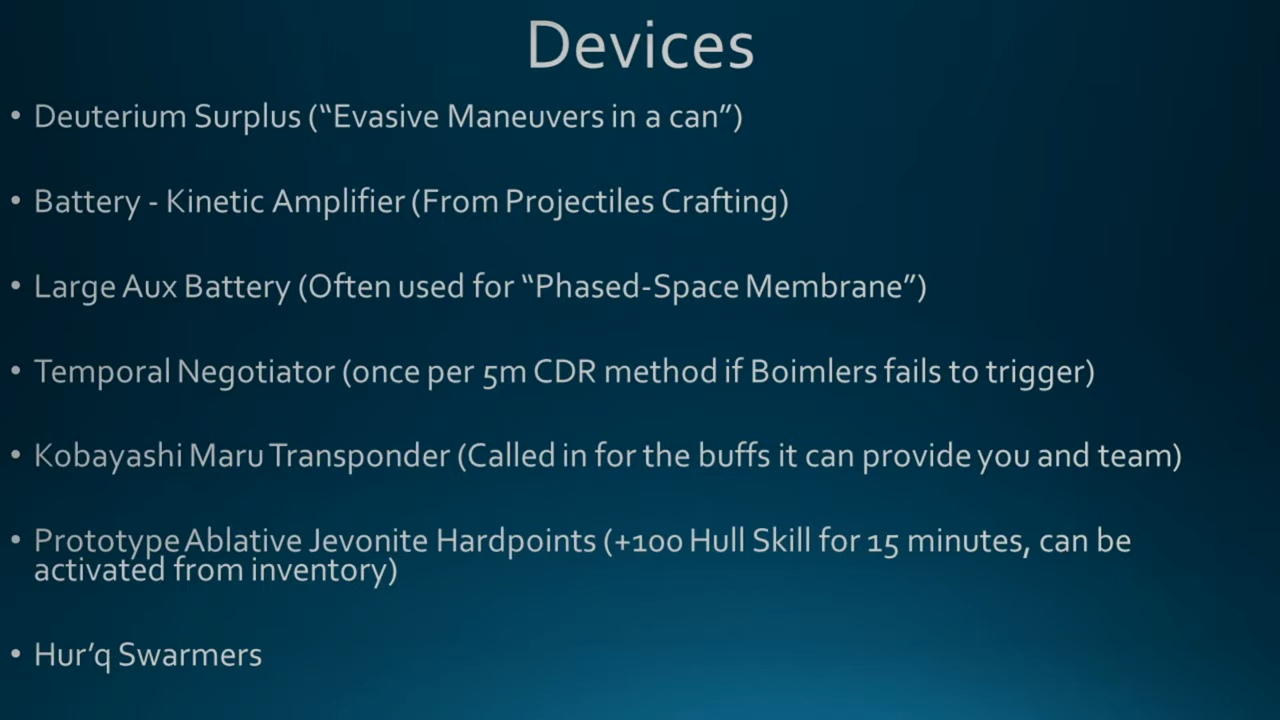 Devices
• Deuterium Surplus (“Evasive Maneuvers in a can”)
• Battery - Kinetic Amplifier (From Projectiles Crafting)
• Large Aux Battery (Often used for “Phased-Space Membrane”)
• Temporal Negotiator (once per 5m CDR method if Boimlers fails to trigger)
• Kobayashi Maru Transponder (Called in for the buffs it can provide you and team)
• Prototype Ablative Jevonite Hardpoints (+100 Hull Skill for 15 minutes, can be
activated from inventory)
• Hur’q Swarmers